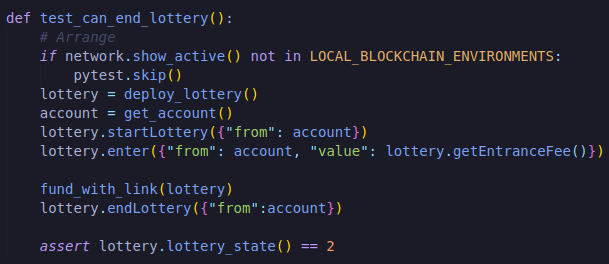 def test_can_end_lottery():
    # Arrange
    if network.show_active() not in LOCAL_BLOCKCHAIN_ENVIRONMENTS:
        pytest.skip()
    lottery = deploy_lottery()
    account = get_account()
    lottery.startLottery({"from": account})
    lottery.enter({"from": account, "value": lottery.getEntranceFee()})

    fund_with_link(lottery)
    lottery.endLottery({"from":account})

    assert lottery.lottery_state() == 2